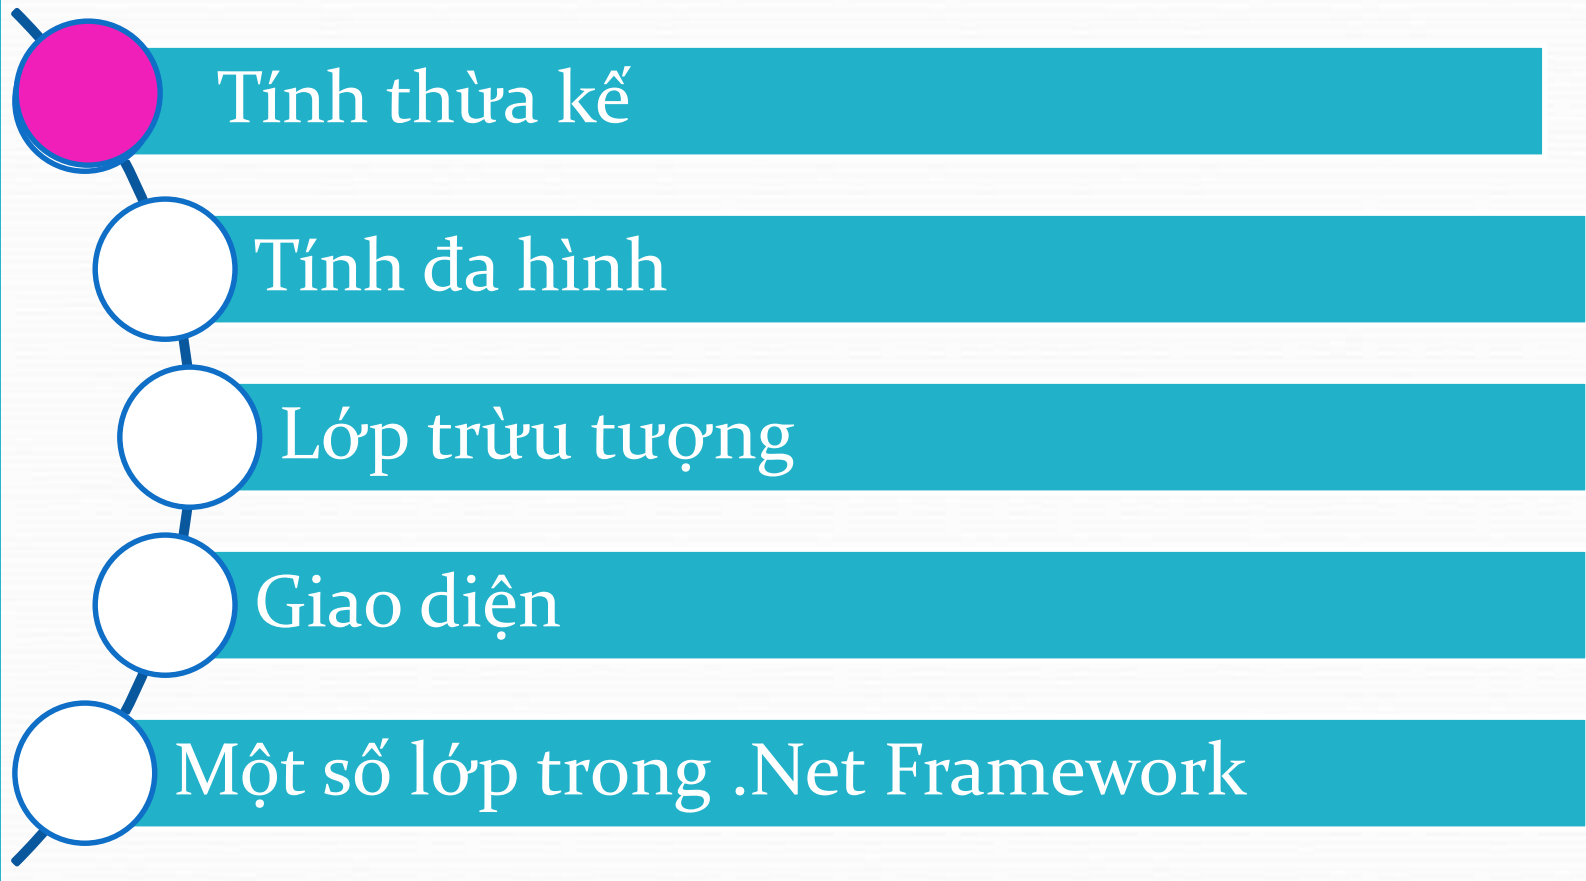 Tính thừa kế
Tính đa hình
Lớp trừu tượng
Giao diện
Một số lớp trong .Net Framework